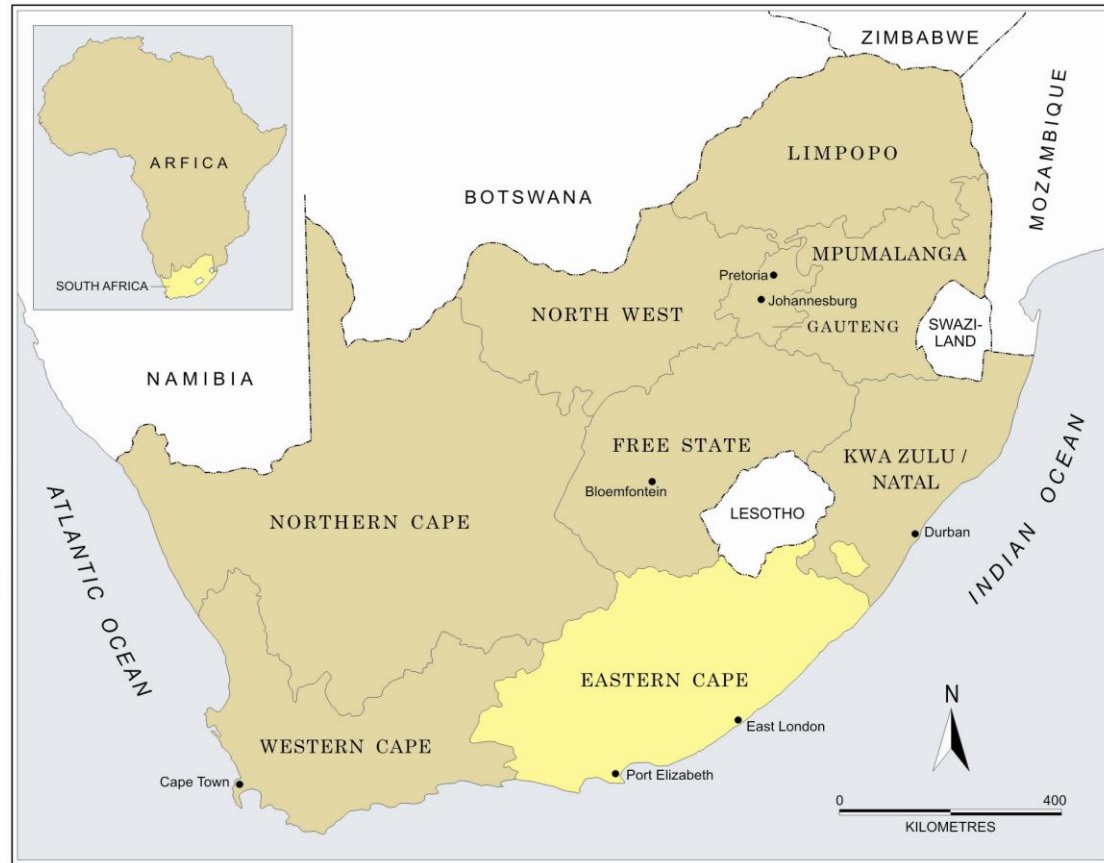 ZIMBABWE
MOZAMBIQUE
ARFICA
SOUTH AFRICA
LIMPOPO
BOTSWANA
MPUMALANGA
Pretoria
Johannesburg
NORTH WEST
GAUTENG
SWAZI-
LAND
NAMIBIA
FREE STATE
KWA ZULU /
NATAL
Bloemfontein
LESOTHO
NORTHERN CAPE
Durban
ATLANTIC OCEAN
INDIAN OCEAN
EASTERN CAPE
East London
WESTERN CAPE
Port Elizabeth
Cape Town
N
0 400
KILOMETRES